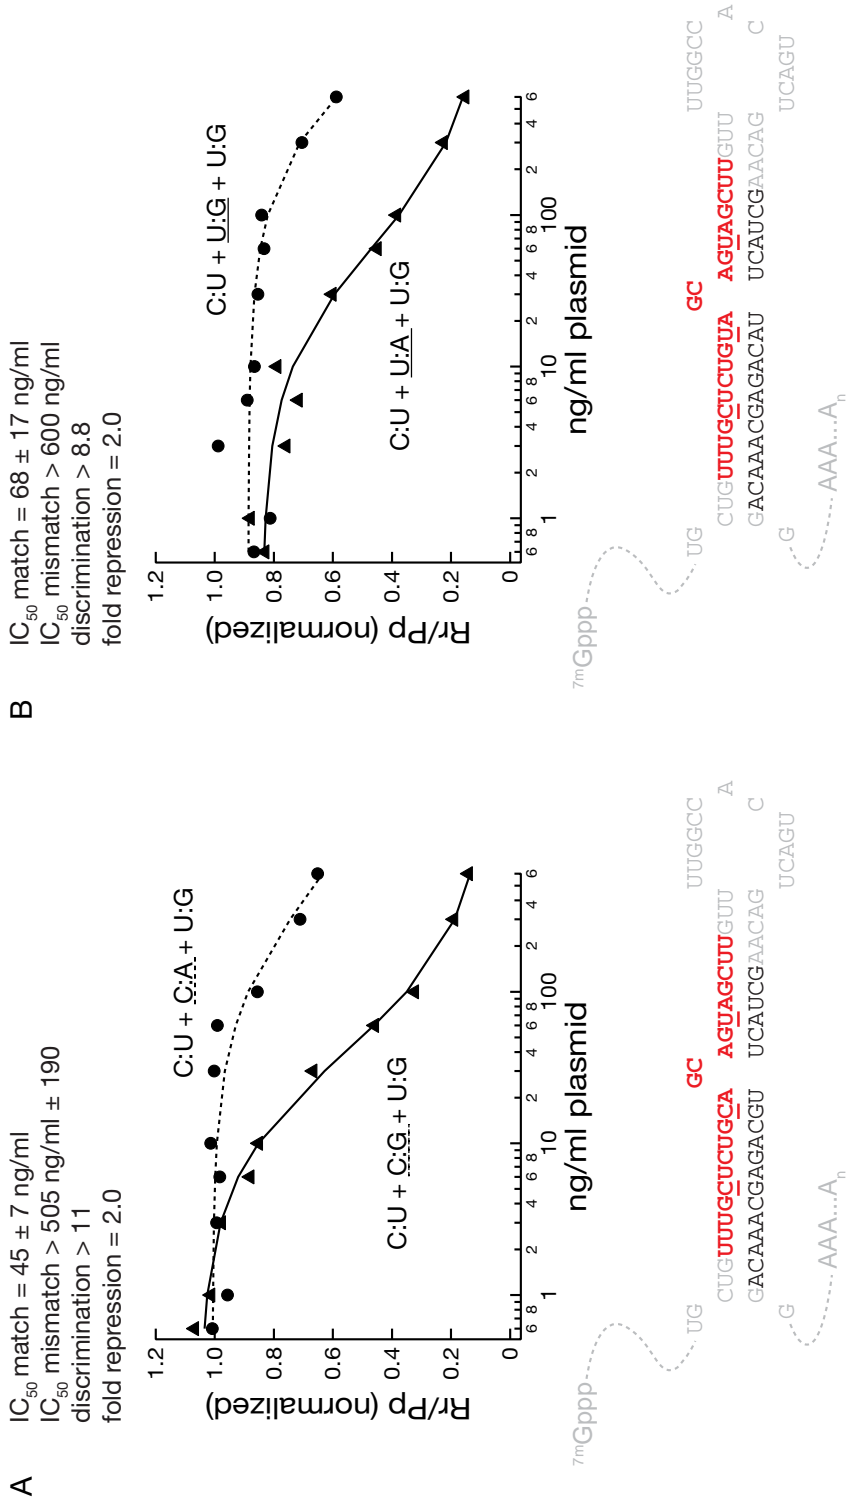 A
IC50 match = 45 ± 7 ng/ml
IC50 mismatch > 505 ng/ml ± 190
discrimination > 11
fold repression = 2.0
Rr/Pp (normalized)
1.2
1.0
0.8
0.6
0.4
0.2
0
C:U + C:A + U:G
C:U + C:G + U:G
6 8 1 2 4 6 8 10 2 4 6 8 100 2 4 6
ng/ml plasmid
7mGppp
UG
CUGUUUGCUCUGCA
GC
AGUAGCUUGUU
UUGGCC
A
C
GACAAACGAGACGU
UCAUCGAACAG
UCAGU
G
AAA...An
B
IC50 match = 68 ± 17 ng/ml
IC50 mismatch > 600 ng/ml
discrimination > 8.8
fold repression = 2.0
Rr/Pp (normalized)
1.2
1.0
0.8
0.6
0.4
0.2
0
C:U + U:G + U:G
C:U + U:A + U:G
6 8 1 2 4 6 8 10 2 4 6 8 100 2 4 6
ng/ml plasmid
7mGppp
UG
CUGUUUGCUCUGUA
GC
AGUAGCUUGUU
UUGGCC
A
C
GACAAACGAGACAU
UCAUCGAACAG
UCAGU
G
AAA...An